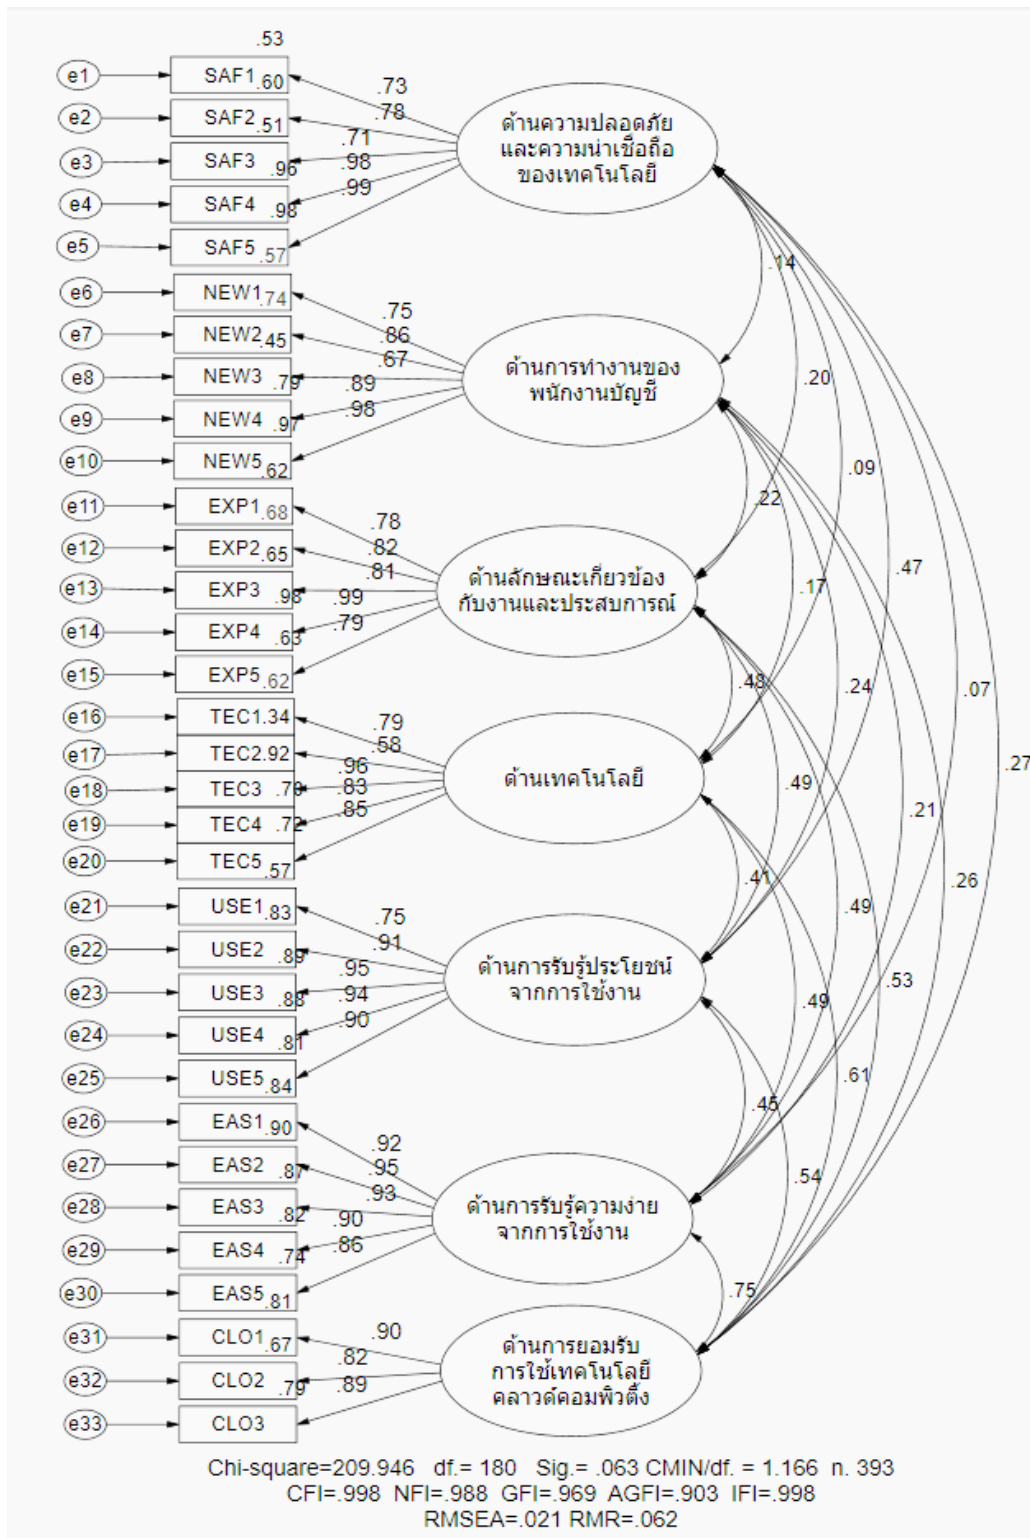 .53
e1 SAF1 .60 .73
e2 SAF2 .51 .78
e3 SAF3 .96 .71
e4 SAF4 .98 .98
e5 SAF5 .57 .99
ด้านความปลอดภัย
และความน่าเชื่อถือ
ของเทคโนโลยี
e6 NEW1 .74 .75
e7 NEW2 .45 .86
e8 NEW3 .79 .67
e9 NEW4 .97 .89
e10 NEW5 .62 .98
ด้านการทำงานของ
พนักงานบัญชี
e11 EXP1 .68 .78
e12 EXP2 .65 .82
e13 EXP3 .98 .81
e14 EXP4 .63 .99
e15 EXP5 .62 .79
ด้านลักษณะเกี่ยวข้อง
กับงานและประสบการณ์
e16 TEC1 .34 .79
e17 TEC2 .92 .58
e18 TEC3 .70 .96
e19 TEC4 .72 .83
e20 TEC5 .57 .85
ด้านเทคโนโลยี
e21 USE1 .83 .75
e22 USE2 .89 .91
e23 USE3 .88 .95
e24 USE4 .81 .94
e25 USE5 .84 .90
ด้านการรับรู้ประโยชน์
จากการใช้งาน
e26 EAS1 .90 .92
e27 EAS2 .87 .95
e28 EAS3 .82 .93
e29 EAS4 .74 .90
e30 EAS5 .81 .86
ด้านการรับรู้ความง่าย
จากการใช้งาน
e31 CLO1 .67 .90
e32 CLO2 .79 .82
e33 CLO3 .89
ด้านการยอมรับ
การใช้เทคโนโลยี
คลาวด์คอมพิวติ้ง
.14
.20
.09
.22
.47
.17
.48
.24
.07
.27
.49
.21
.41
.26
.49
.53
.49
.61
.45
.54
.75
Chi-square=209.946 df.= 180 Sig.= .063 CMIN/df. = 1.166 n. 393
CFI=.998 NFI=.988 GFI=.969 AGFI=.903 IFI=.998
RMSEA=.021 RMR=.062